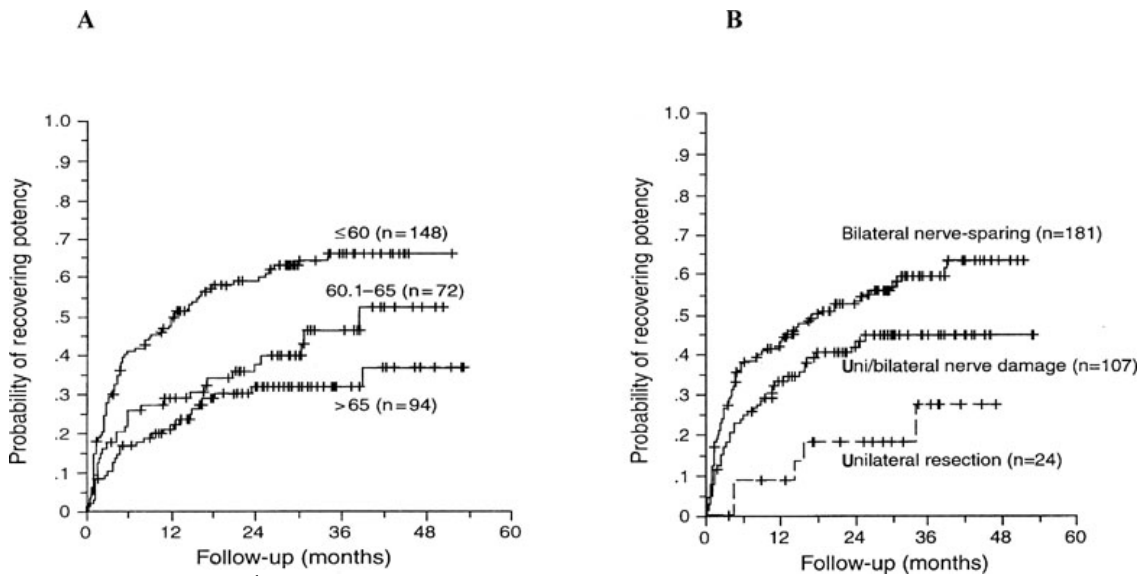 A
Probability of recovering potency
1.0
.9
.8
.7
.6
.5
.4
.3
.2
.1
0
≤60 (n=148)
60.1–65 (n=72)
>65 (n=94)
0 12 24 36 48 60
Follow-up (months)
B
Probability of recovering potency
1.0
.9
.8
.7
.6
.5
.4
.3
.2
.1
0
Bilateral nerve-sparing (n=181)
Uni/bilateral nerve damage (n=107)
Unilateral resection (n=24)
0 12 24 36 48 60
Follow-up (months)